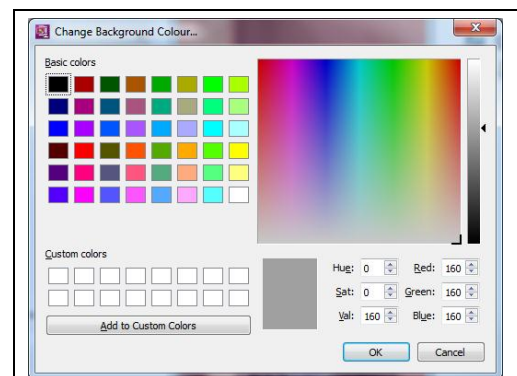 Change Background Colour...
Basic colors
Custom colors
Hue: 0 Red: 160
Sat: 0 Green: 160
Val: 160 Blue: 160
Add to Custom Colors
OK Cancel